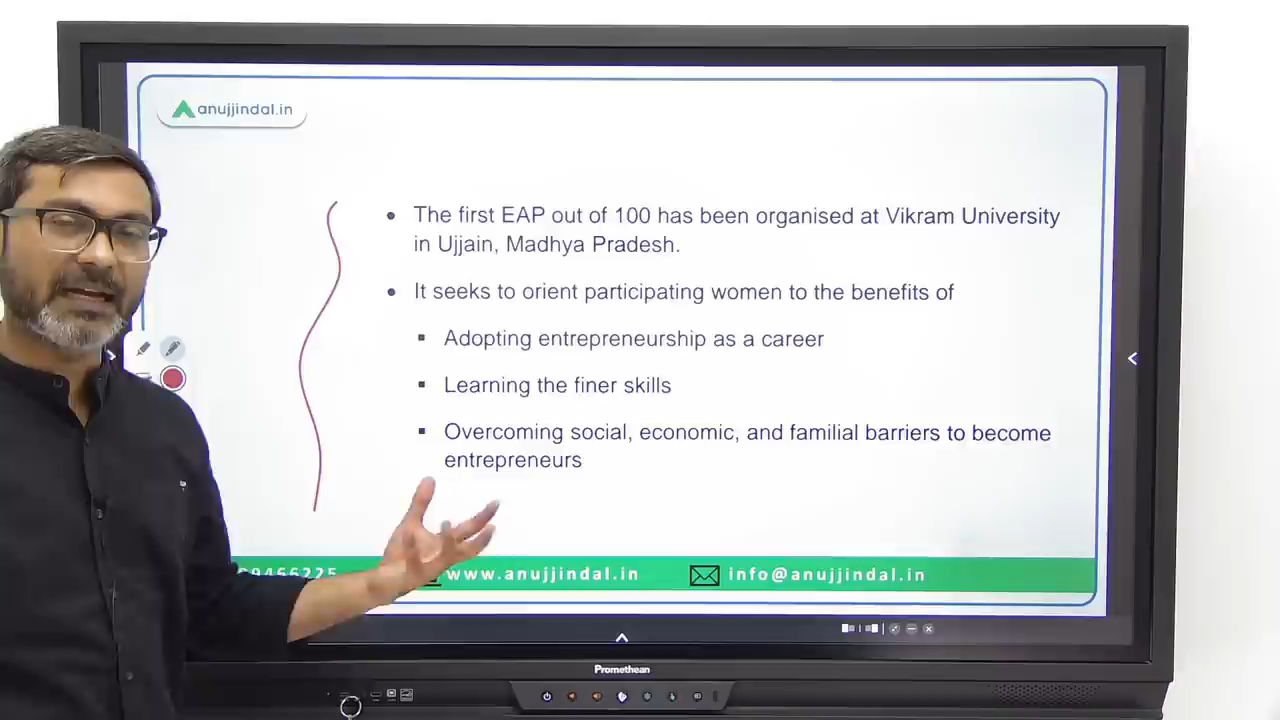 anujjindal.in
The first EAP out of 100 has been organised at Vikram University
in Ujjain, Madhya Pradesh.
It seeks to orient participating women to the benefits of
Adopting entrepreneurship as a career
Learning the finer skills
Overcoming social, economic, and familial barriers to become
entrepreneurs
9466225 www.anujjindal.in info@anujjindal.in
Promethean